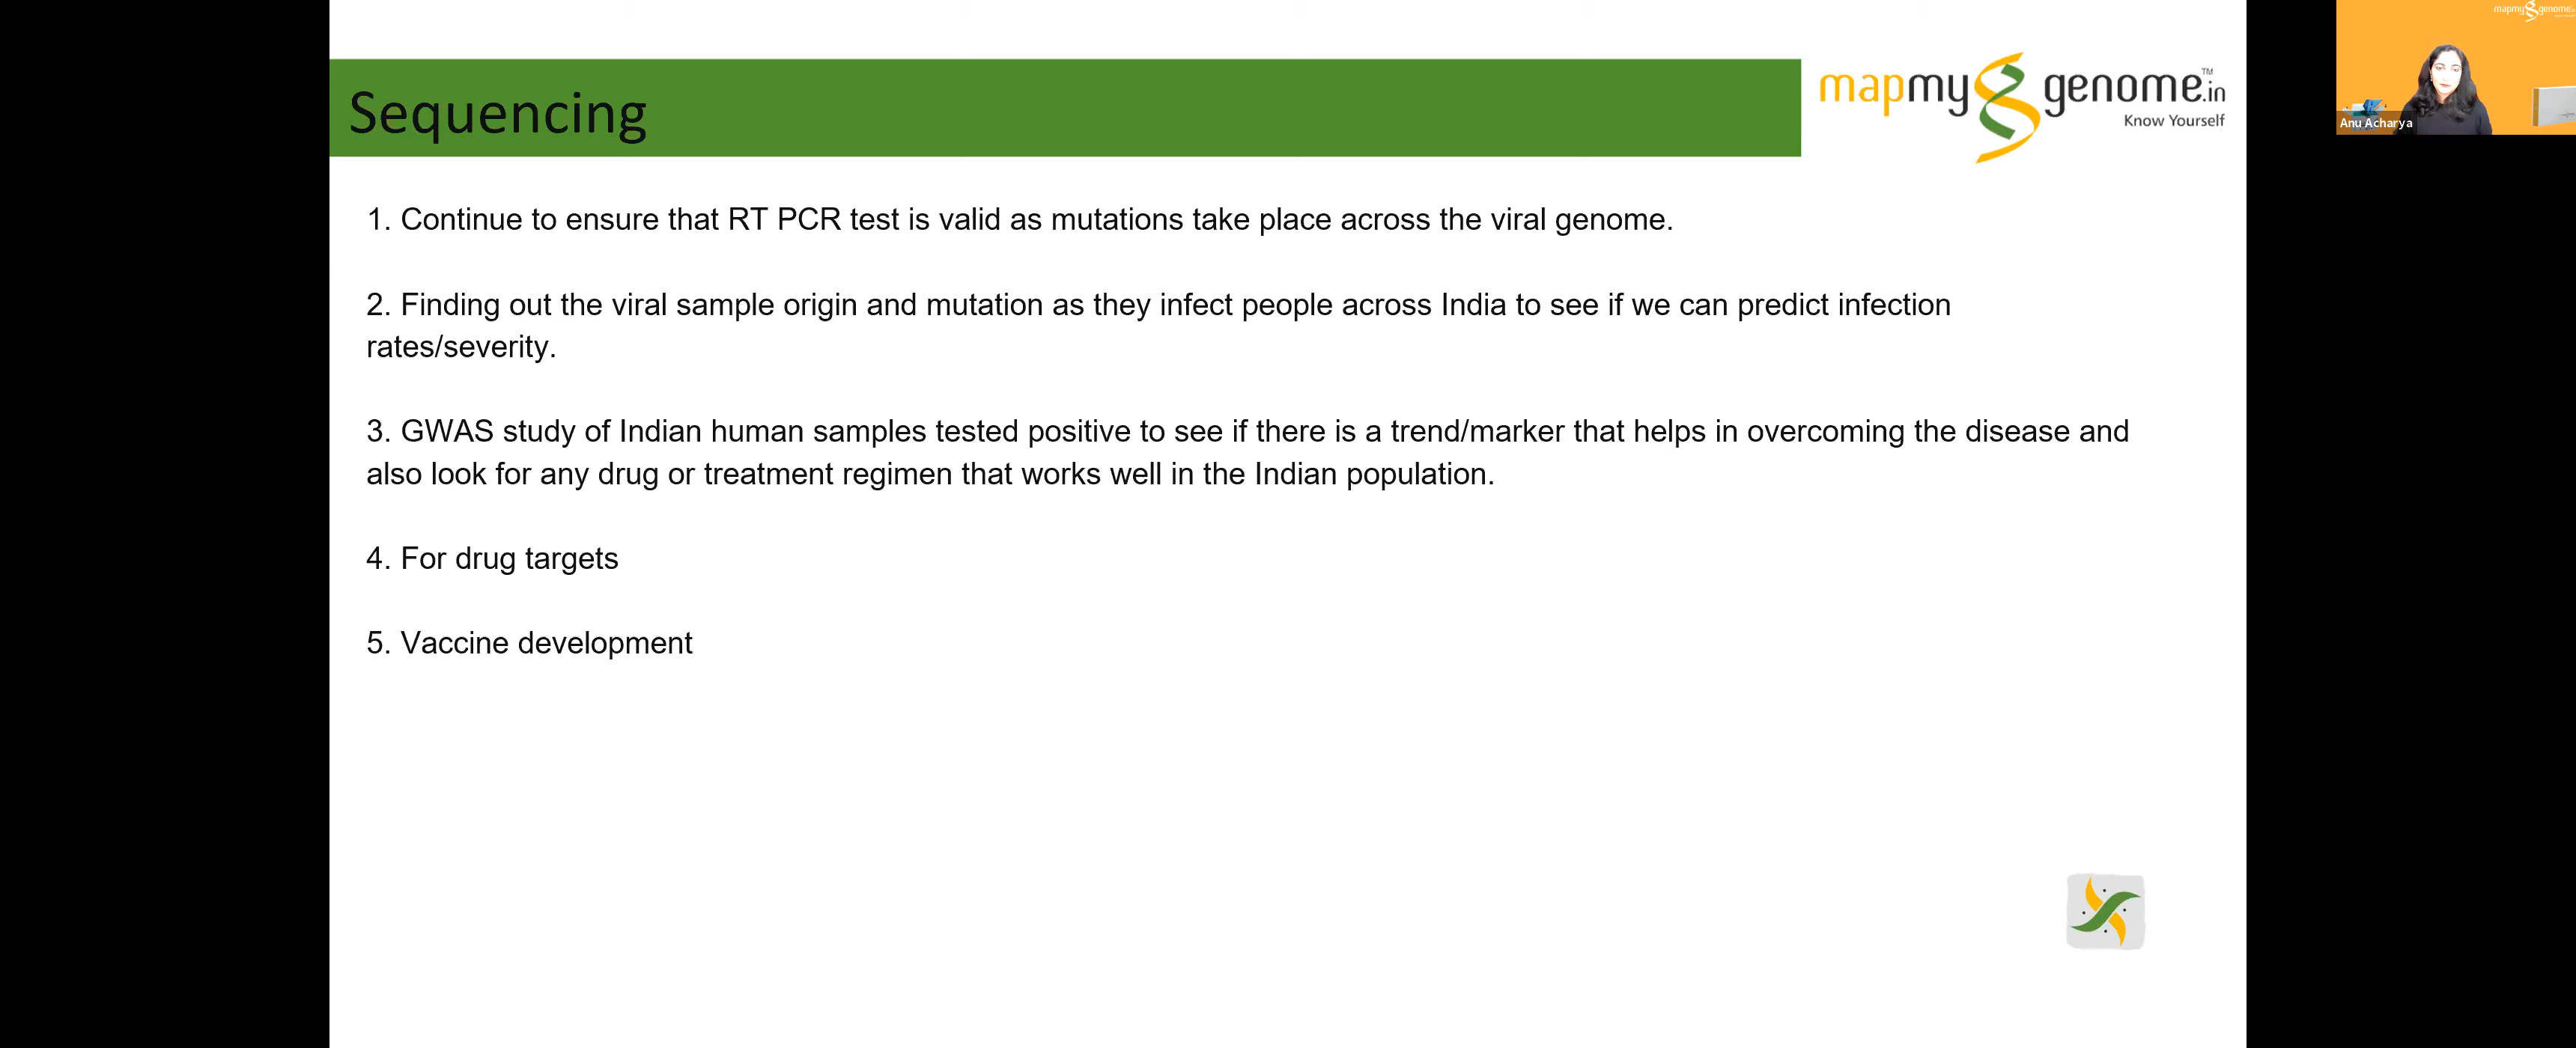 Sequencing
mapmygenome.in
TM
Know Yourself
mapmygenome.in
Anu Acharya
1. Continue to ensure that RT PCR test is valid as mutations take place across the viral genome.
2. Finding out the viral sample origin and mutation as they infect people across India to see if we can predict infection
rates/severity.
3. GWAS study of Indian human samples tested positive to see if there is a trend/marker that helps in overcoming the disease and
also look for any drug or treatment regimen that works well in the Indian population.
4. For drug targets
5. Vaccine development